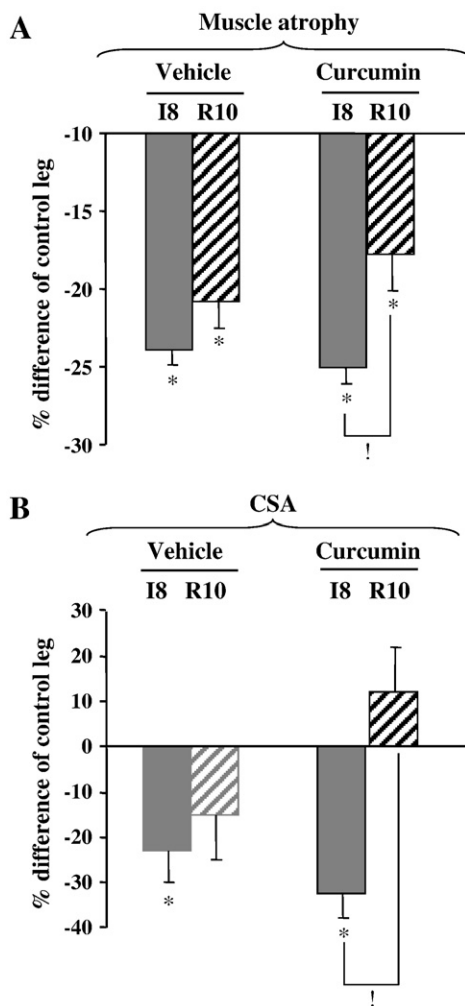 A
Muscle atrophy
Vehicle Curcumin
I8 R10 I8 R10
-10
-15
-20
-25
-30
% difference of control leg
* * * *
!
B
CSA
Vehicle Curcumin
I8 R10 I8 R10
30
20
10
0
-10
-20
-30
-40
% difference of control leg
* *
!